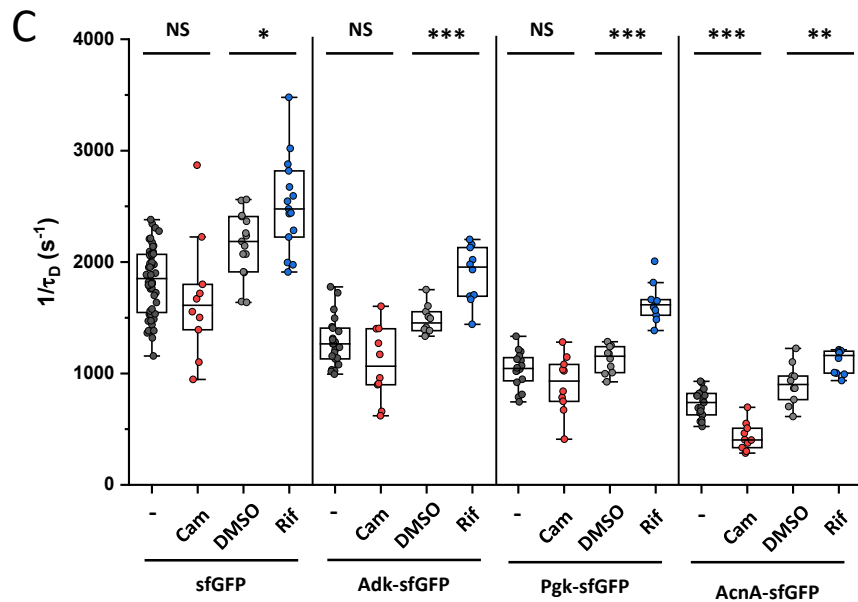 C
NS * NS *** NS *** *** **
4000
3000
2000
1000
0
1/τD (s-1)
- Cam DMSO Rif - Cam DMSO Rif - Cam DMSO Rif - Cam DMSO Rif
sfGFP Adk-sfGFP Pgk-sfGFP AcnA-sfGFP